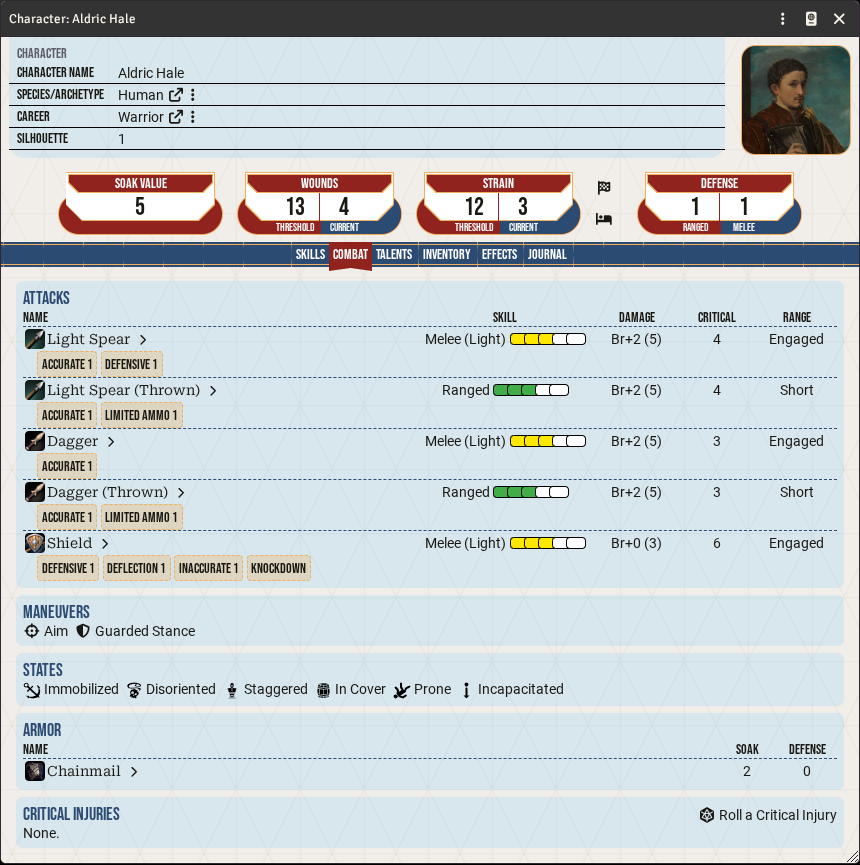 Character: Aldric Hale
CHARACTER
CHARACTER NAME Aldric Hale
SPECIES/ARCHETYPE Human
CAREER Warrior
SILHOUETTE 1
SOAK VALUE WOUNDS STRAIN DEFENSE
5 13 4 12 3 1 1
THRESHOLD CURRENT THRESHOLD CURRENT RANGED MELEE
SKILLS COMBAT TALENTS INVENTORY EFFECTS JOURNAL
ATTACKS
NAME SKILL DAMAGE CRITICAL RANGE
Light Spear Melee (Light) Br+2 (5) 4 Engaged
ACCURATE 1 DEFENSIVE 1
Light Spear (Thrown) Ranged Br+2 (5) 4 Short
ACCURATE 1 LIMITED AMMO 1
Dagger Melee (Light) Br+2 (5) 3 Engaged
ACCURATE 1
Dagger (Thrown) Ranged Br+2 (5) 3 Short
ACCURATE 1 LIMITED AMMO 1
Shield Melee (Light) Br+0 (3) 6 Engaged
DEFENSIVE 1 DEFLECTION 1 INACCURATE 1 KNOCKDOWN
MANEUVERS
Aim Guarded Stance
STATES
Immobilized Disoriented Staggered In Cover Prone Incapacitated
ARMOR
NAME SOAK DEFENSE
Chainmail 2 0
CRITICAL INJURIES Roll a Critical Injury
None.